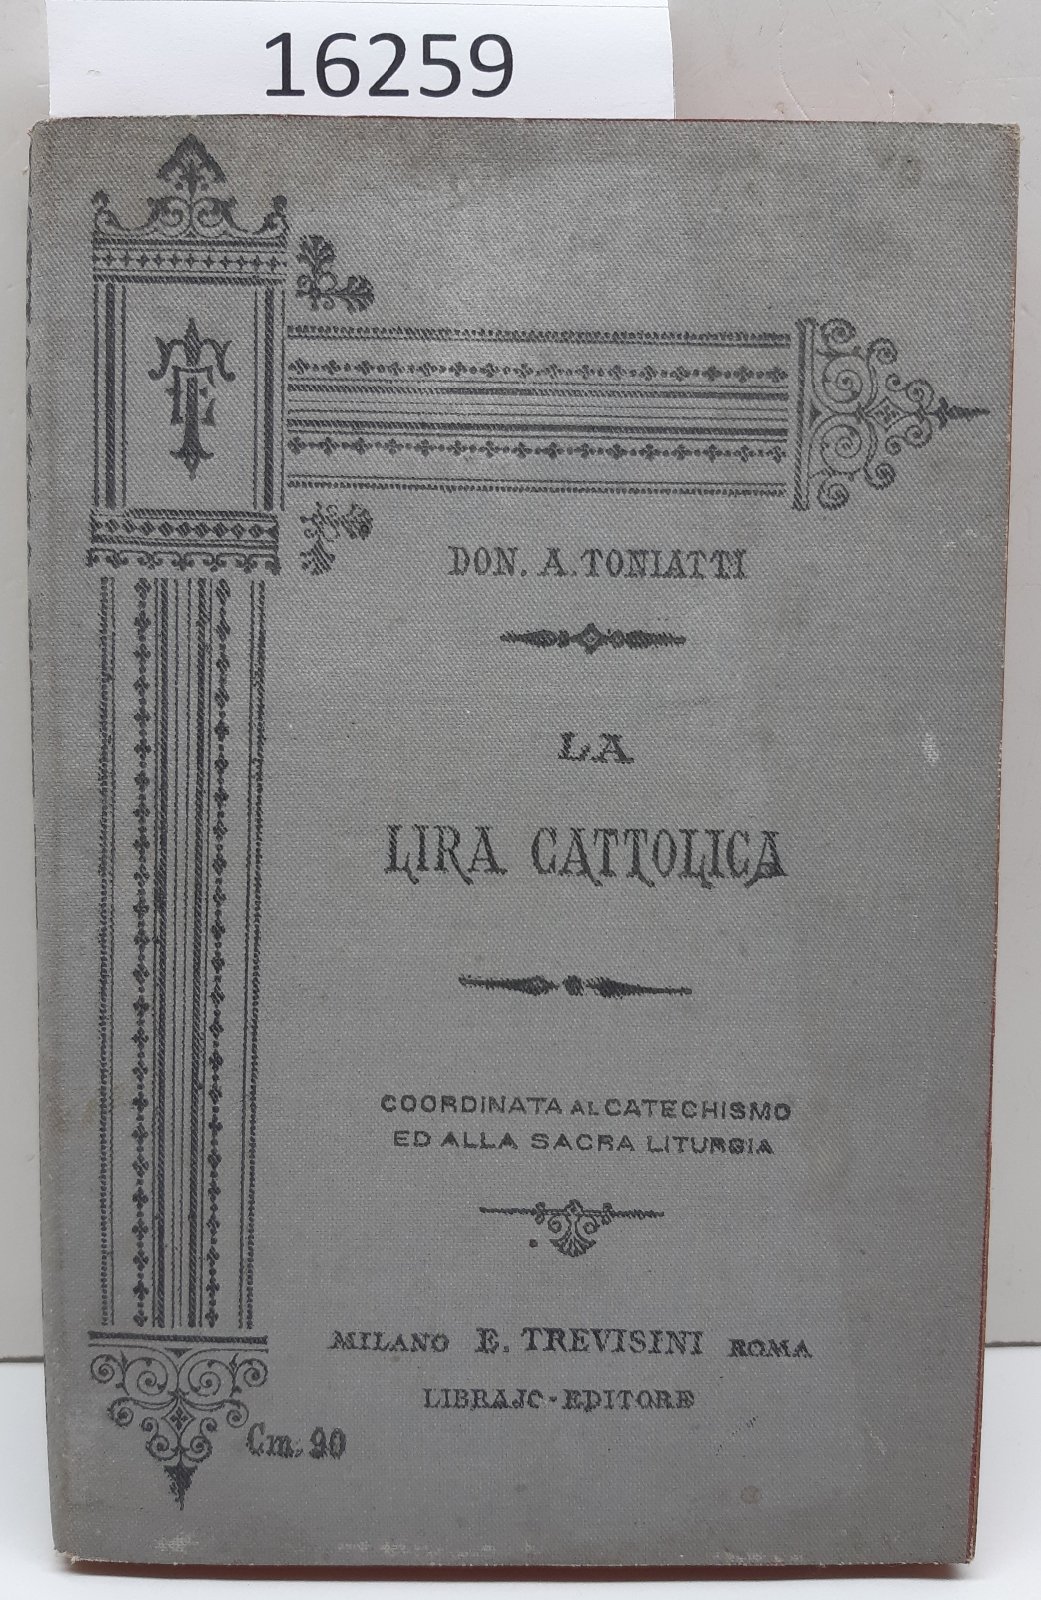 16259
DON. A. TONIATTI
LA
LIRA CATTOLICA
COORDINATA AL CATECHISMO
ED ALLA SACRA LITURGIA
MILANO E. TREVISINI ROMA
LIBRAJO-EDITORE
Cm. 90